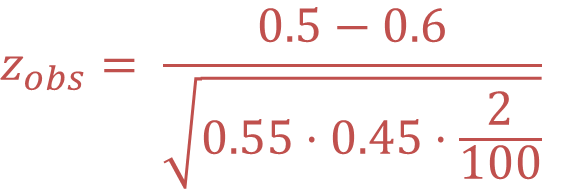 z_obs = (0.5 − 0.6) / √(0.55 · 0.45 · 2/100)